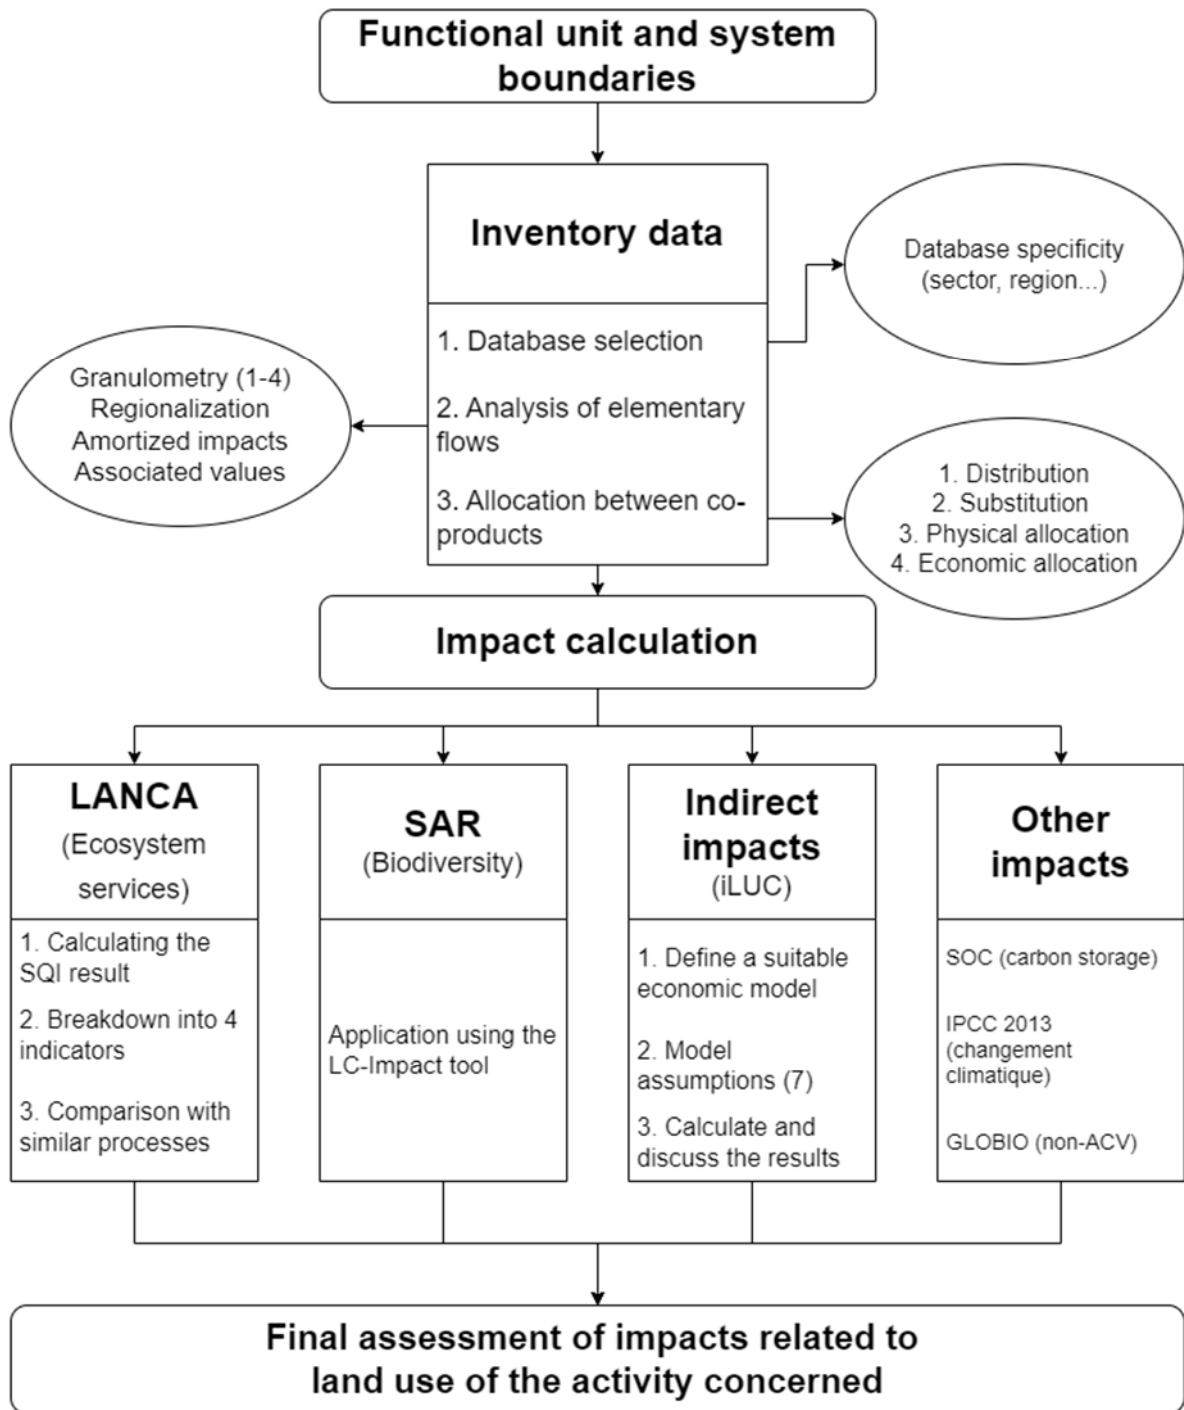 Functional unit and system
boundaries
Inventory data
Database specificity
(sector, region...)
1. Database selection
2. Analysis of elementary
flows
3. Allocation between co-
products
Granulometry (1-4)
Regionalization
Amortized impacts
Associated values
1. Distribution
2. Substitution
3. Physical allocation
4. Economic allocation
Impact calculation
LANCA
(Ecosystem
services)
1. Calculating the
SQI result
2. Breakdown into 4
indicators
3. Comparison with
similar processes
SAR
(Biodiversity)
Application using the
LC-Impact tool
Indirect
impacts
(iLUC)
1. Define a suitable
economic model
2. Model
assumptions (7)
3. Calculate and
discuss the results
Other
impacts
SOC (carbon storage)
IPCC 2013
(changement
climatique)
GLOBIO (non-ACV)
Final assessment of impacts related to
land use of the activity concerned